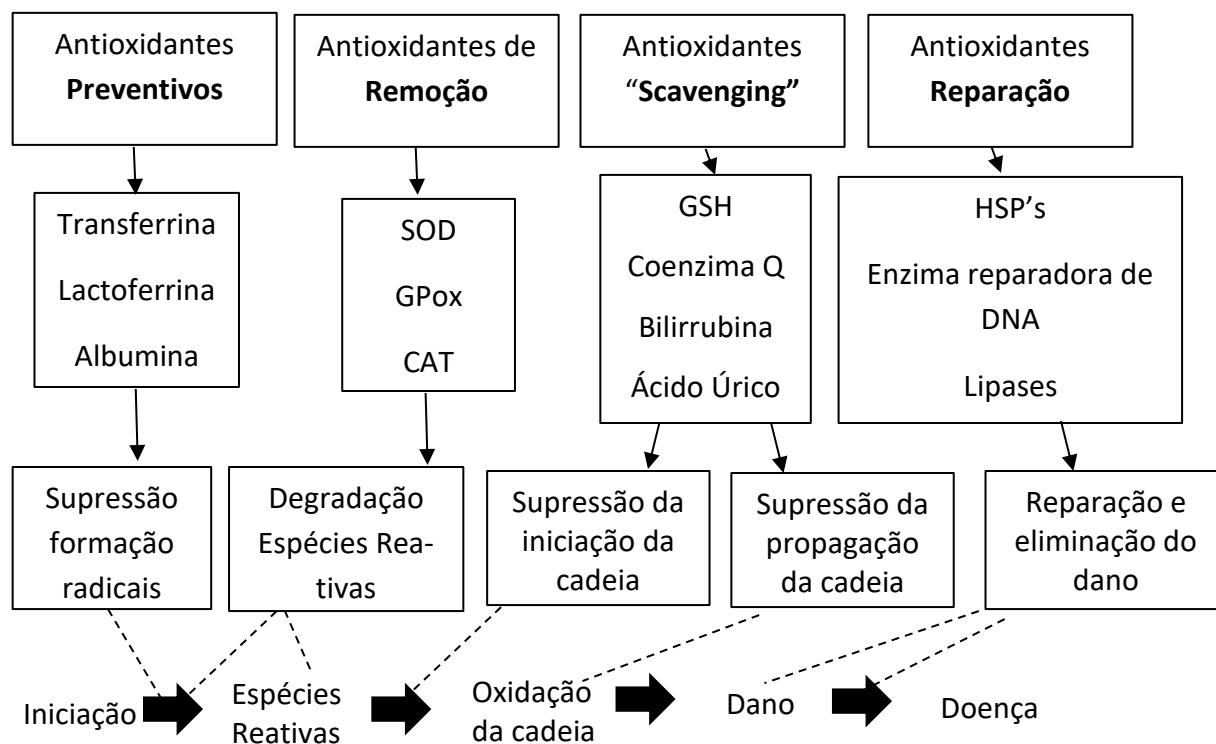 Antioxidantes
Preventivos
Antioxidantes de
Remoção
Antioxidantes
“Scavenging”
Antioxidantes
Reparação
Transferrina
Lactoferrina
Albumina
SOD
GPox
CAT
GSH
Coenzima Q
Bilirrubina
Ácido Úrico
HSP’s
Enzima reparadora de
DNA
Lipases
Supressão
formação
radicais
Degradação
Espécies Rea-
tivas
Supressão da
iniciação da
cadeia
Supressão da
propagação
da cadeia
Reparação e
eliminação do
dano
Iniciação
Espécies
Reativas
Oxidação
da cadeia
Dano
Doença